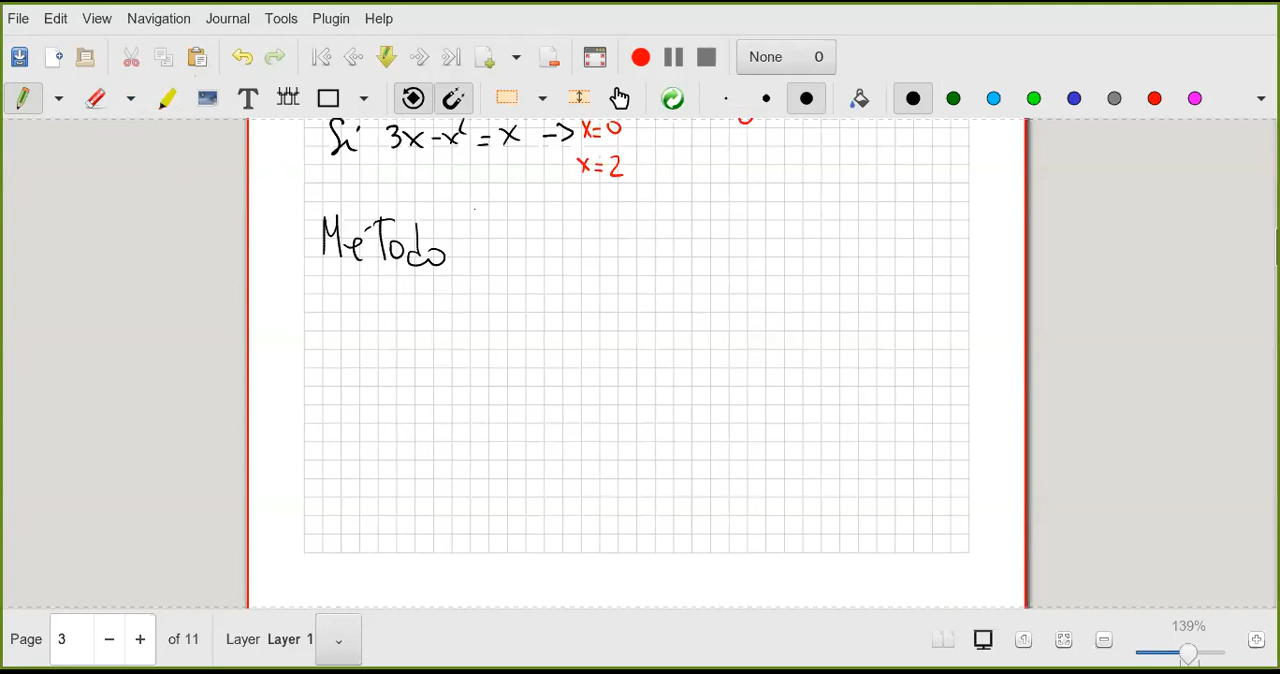 File Edit View Navigation Journal Tools Plugin Help
None 0
T
Si 3x-x² = x -> x=0
x=2
Metodo
Page 3 of 11 Layer Layer 1 139%